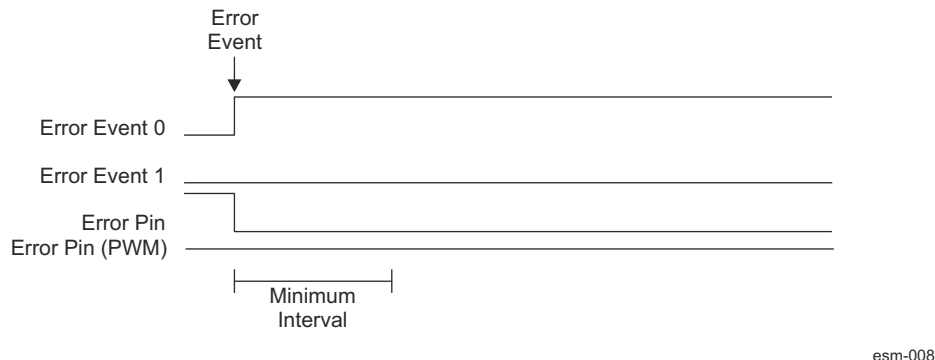 Error
Event
Error Event 0
Error Event 1
Error Pin
Error Pin (PWM)
Minimum
Interval
esm-008